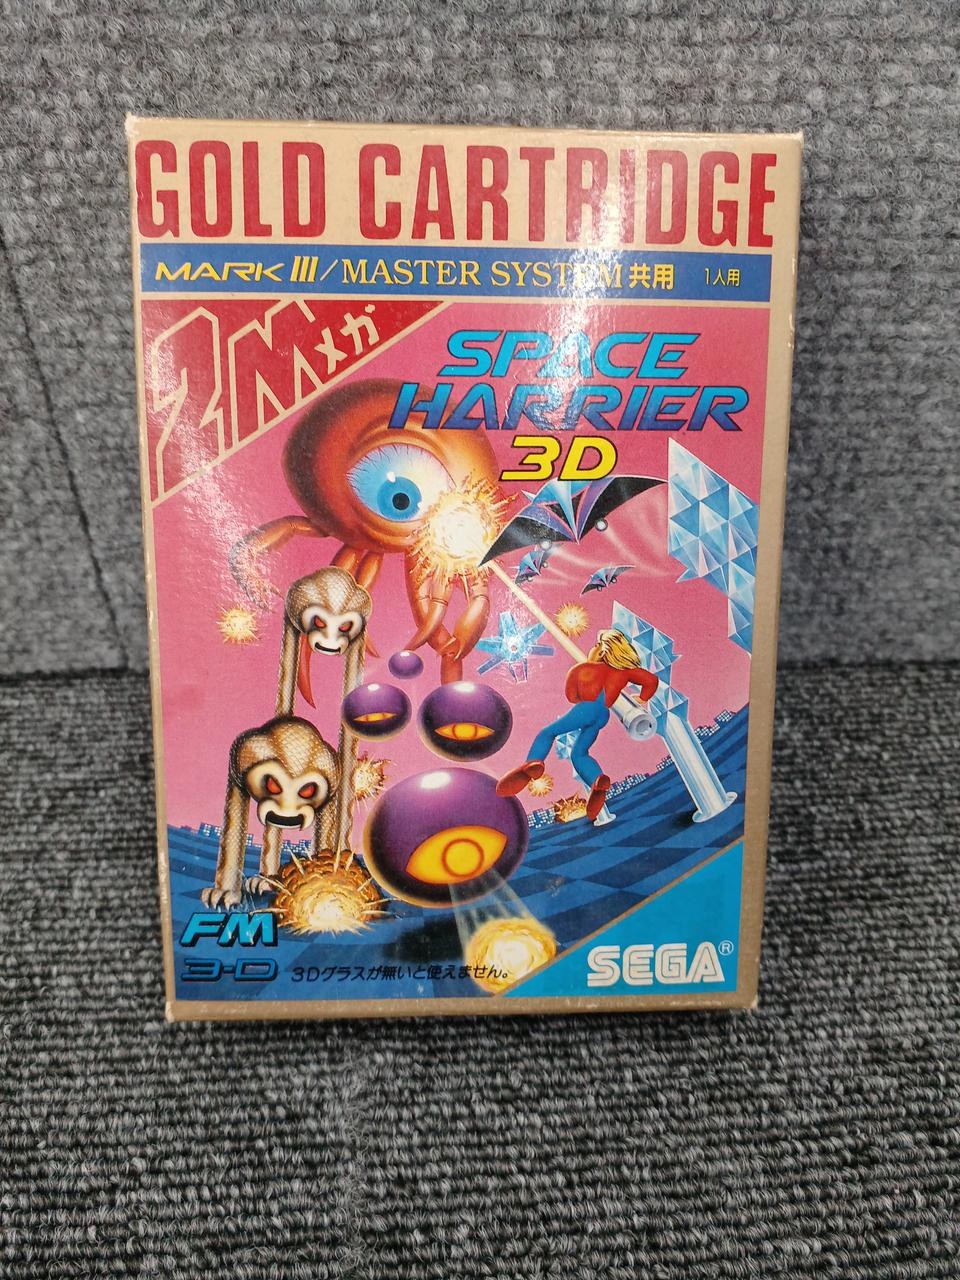 GOLD CARTRIDGE
MARK III/MASTER SYSTEM共用 1人用
2Mメガ
SPACE
HARRIER
3D
FM
3-D 3Dグラスが無いと使えません。
SEGA®